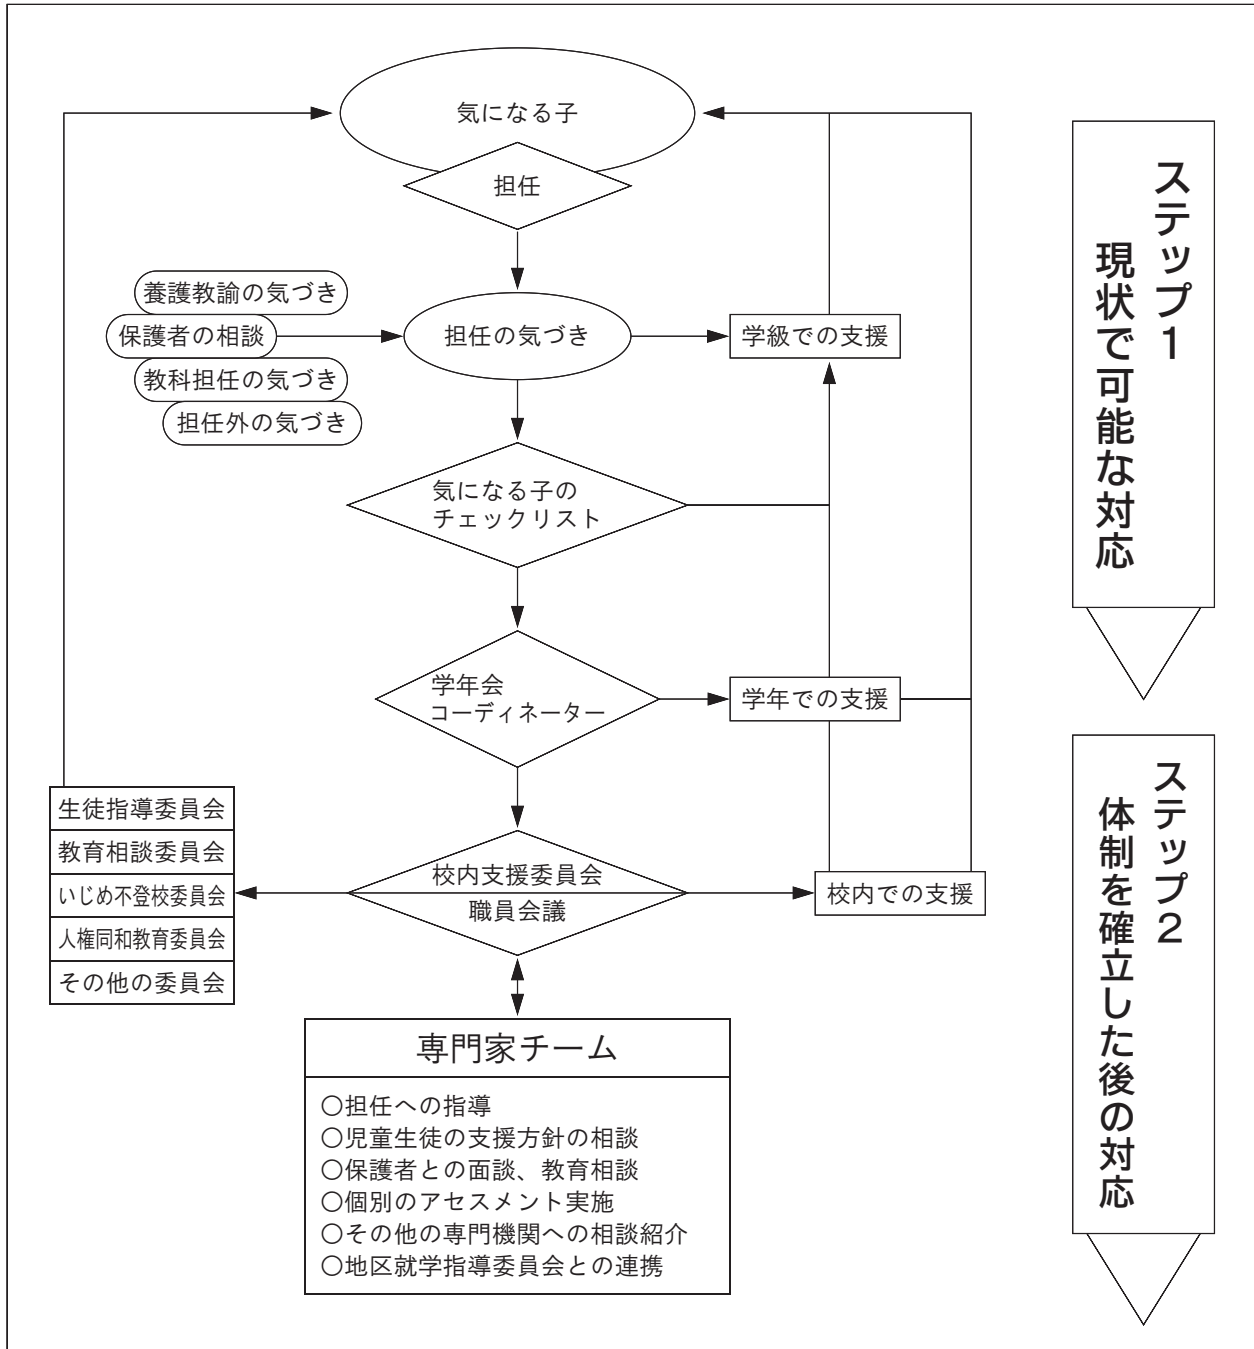 気になる子
担任
養護教諭の気づき
保護者の相談
教科担任の気づき
担任外の気づき
担任の気づき
学級での支援
気になる子の
チェックリスト
学年会
コーディネーター
学年での支援
生徒指導委員会
教育相談委員会
いじめ不登校委員会
人権同和教育委員会
その他の委員会
校内支援委員会
職員会議
校内での支援
専門家チーム
○担任への指導
○児童生徒の支援方針の相談
○保護者との面談、教育相談
○個別のアセスメント実施
○その他の専門機関への相談紹介
○地区就学指導委員会との連携
ステップ1
現状で可能な対応
ステップ2
体制を確立した後の対応